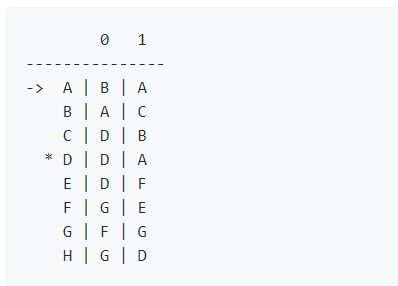 0 1
---------------
-> A | B | A
B | A | C
C | D | B
* D | D | A
E | D | F
F | G | E
G | F | G
H | G | D